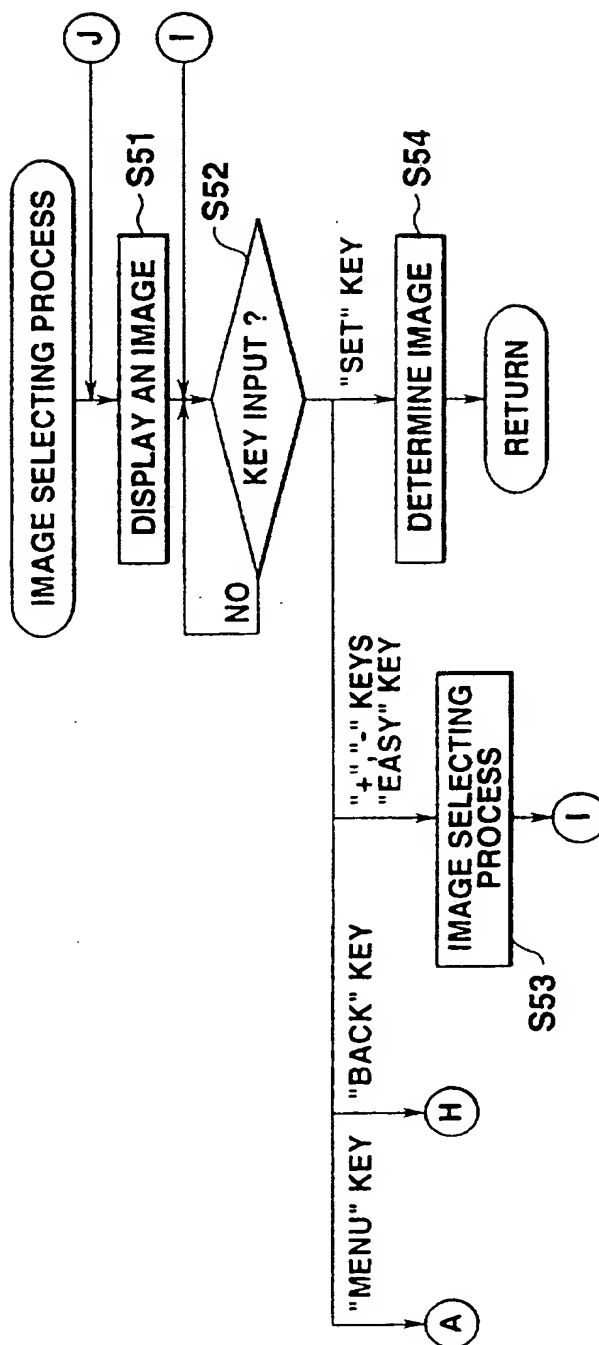 IMAGE SELECTING PROCESS
J
DISPLAY AN IMAGE
S51
I
S52
KEY INPUT ?
NO
"MENU" KEY
"BACK" KEY
"+","-" KEYS
"EASY" KEY
"SET" KEY
A
H
IMAGE SELECTING
PROCESS
S53
I
DETERMINE IMAGE
S54
RETURN